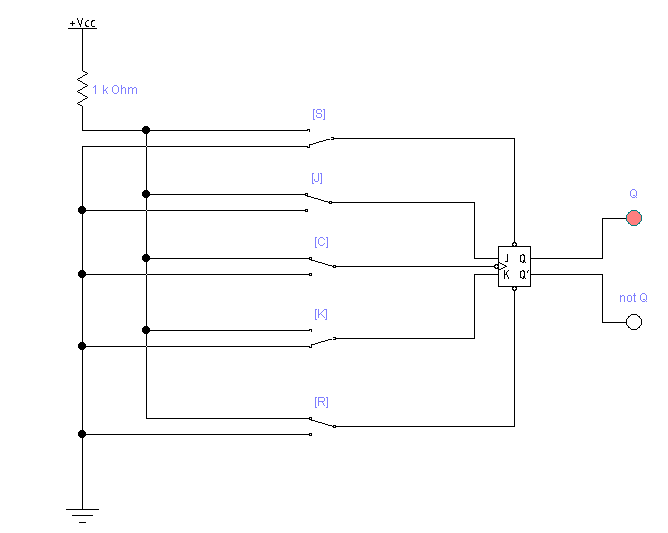 +Vcc
1 k Ohm
[S]
[J]
[C]
[K]
[R]
J Q
K Q'
Q
not Q